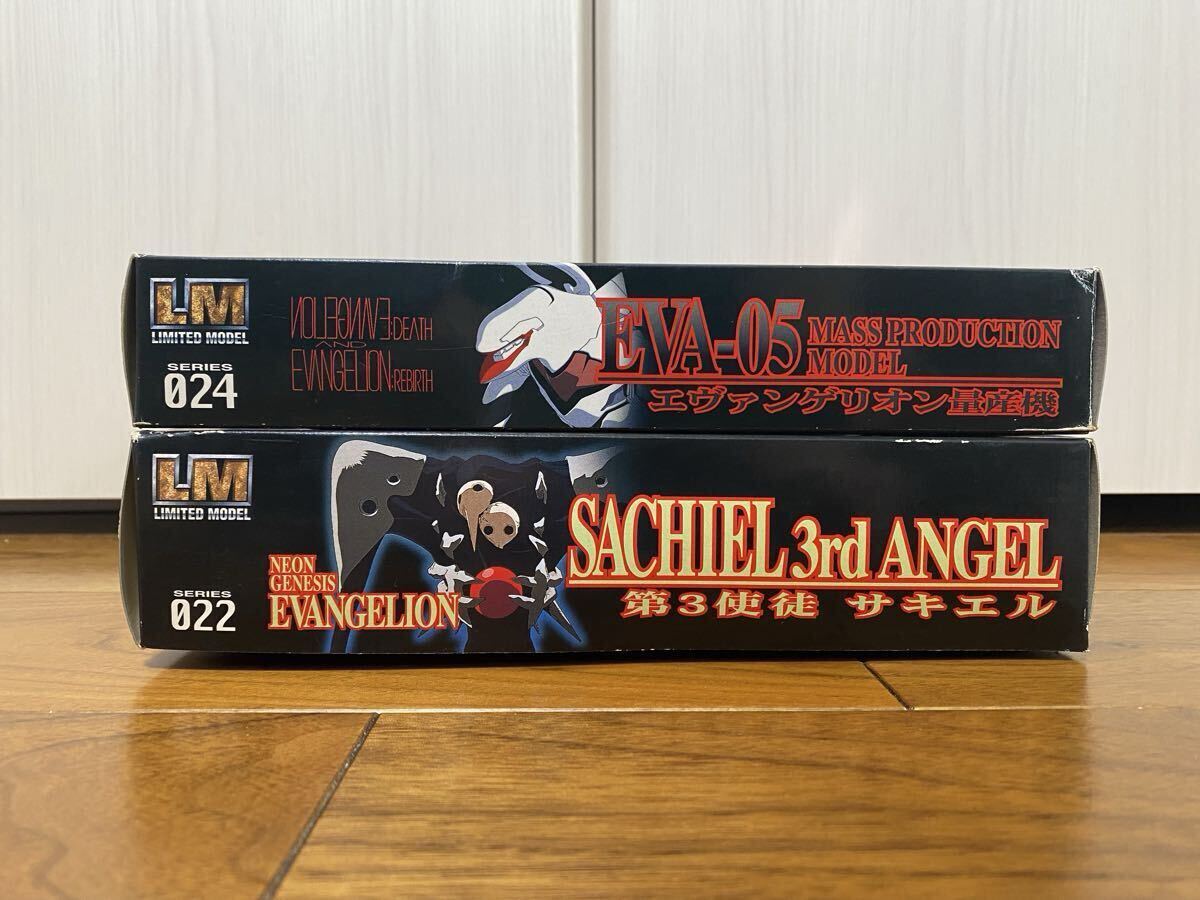 LM
LIMITED MODEL
SERIES
024
EVANGELION:DEATH
AND
EVANGELION:REBIRTH
EVA-05 MASS PRODUCTION
MODEL
エヴァンゲリオン量産機
LM
LIMITED MODEL
SERIES
022
NEON
GENESIS
EVANGELION
SACHIEL 3rd ANGEL
第3使徒 サキエル